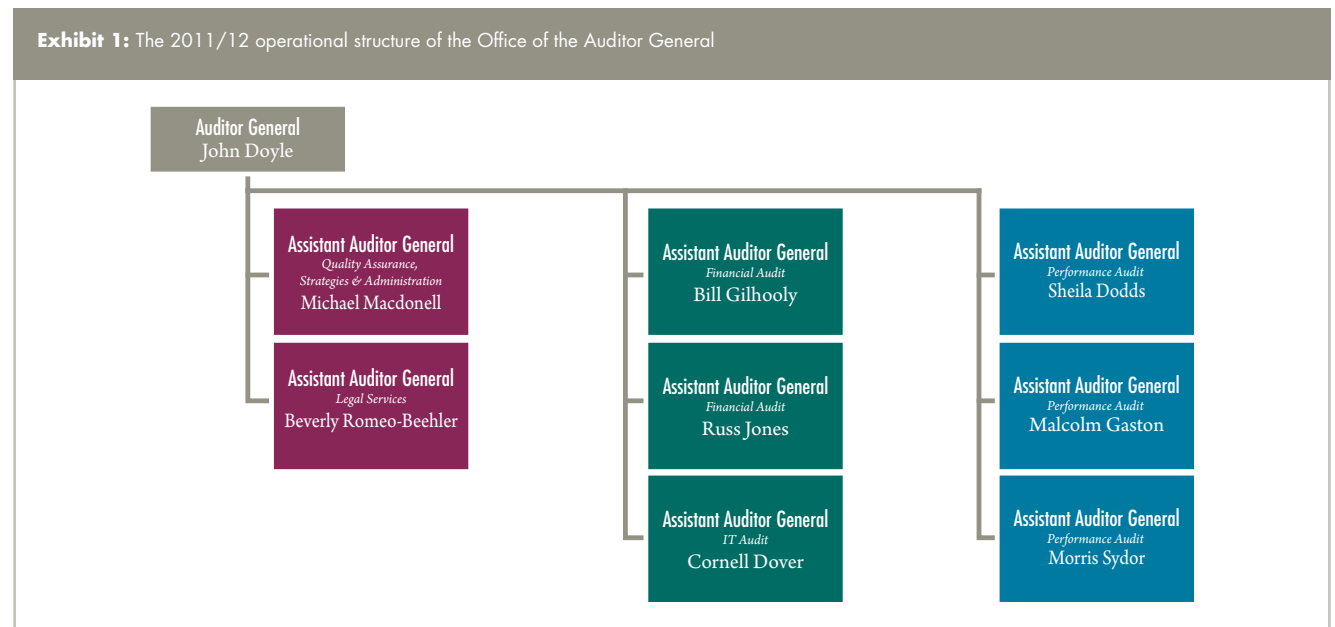 Exhibit 1: The 2011/12 operational structure of the Office of the Auditor General
Auditor General
John Doyle
Assistant Auditor General
Quality Assurance,
Strategies & Administration
Michael Macdonell
Assistant Auditor General
Legal Services
Beverly Romeo-Beehler
Assistant Auditor General
Financial Audit
Bill Gilhooly
Assistant Auditor General
Financial Audit
Russ Jones
Assistant Auditor General
IT Audit
Cornell Dover
Assistant Auditor General
Performance Audit
Sheila Dodds
Assistant Auditor General
Performance Audit
Malcolm Gaston
Assistant Auditor General
Performance Audit
Morris Sydor